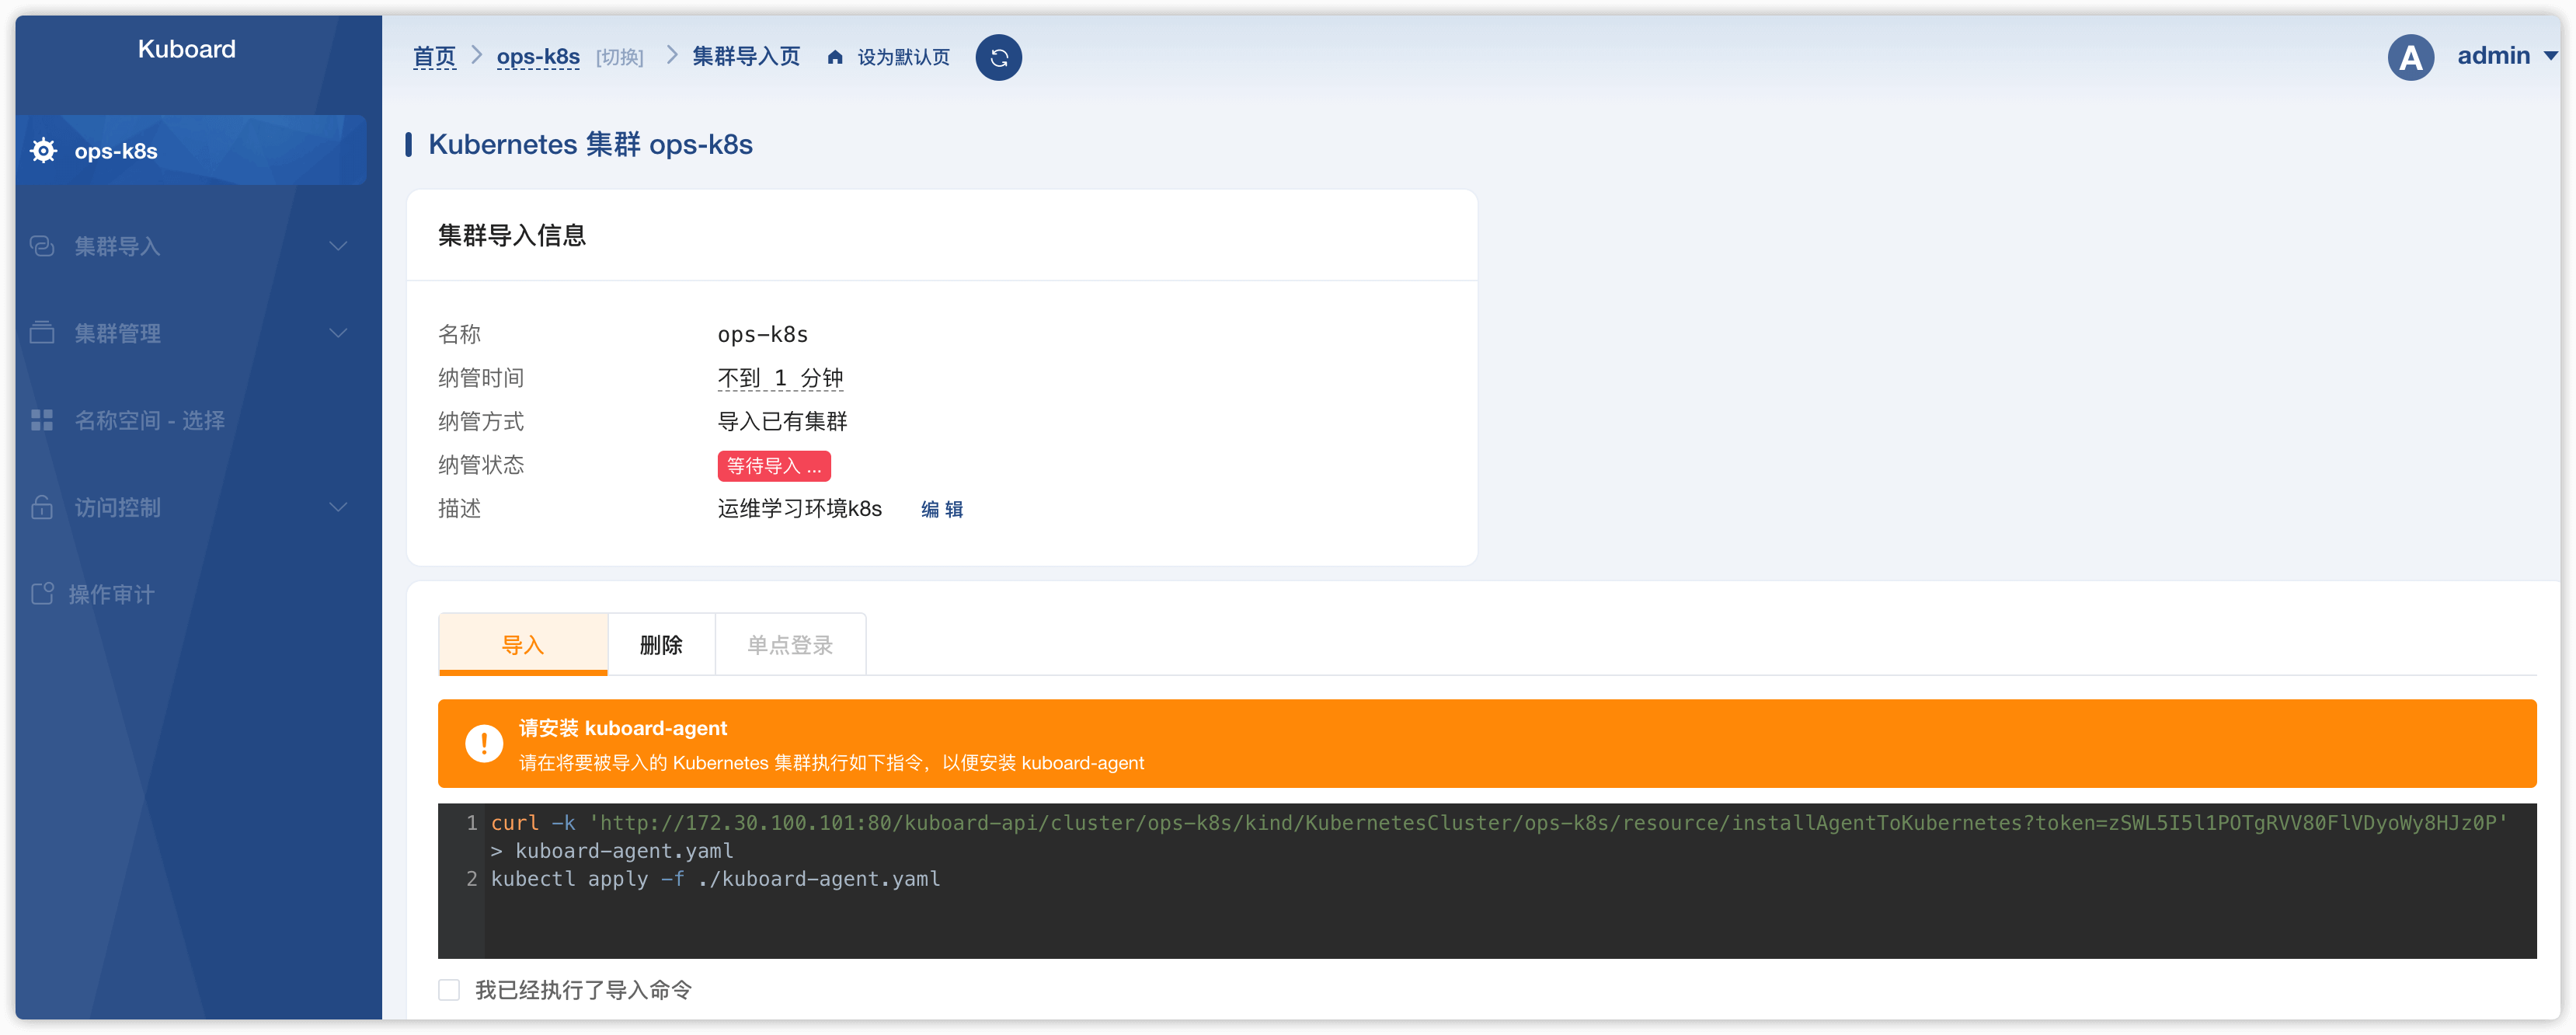 Kuboard
ops-k8s
集群导入
集群管理
名称空间 - 选择
访问控制
操作审计
首页 > ops-k8s [切换] > 集群导入页 设为默认页
A admin
Kubernetes 集群 ops-k8s
集群导入信息
名称 ops-k8s
纳管时间 不到 1 分钟
纳管方式 导入已有集群
纳管状态 等待导入 ...
描述 运维学习环境k8s 编 辑
导入 删除 单点登录
请安装 kuboard-agent
请在将要被导入的 Kubernetes 集群执行如下指令，以便安装 kuboard-agent
1 curl -k 'http://172.30.100.101:80/kuboard-api/cluster/ops-k8s/kind/KubernetesCluster/ops-k8s/resource/installAgentToKubernetes?token=zSWL5I5l1POTgRVV80FlVDyoWy8HJz0P'
> kuboard-agent.yaml
2 kubectl apply -f ./kuboard-agent.yaml
我已经执行了导入命令